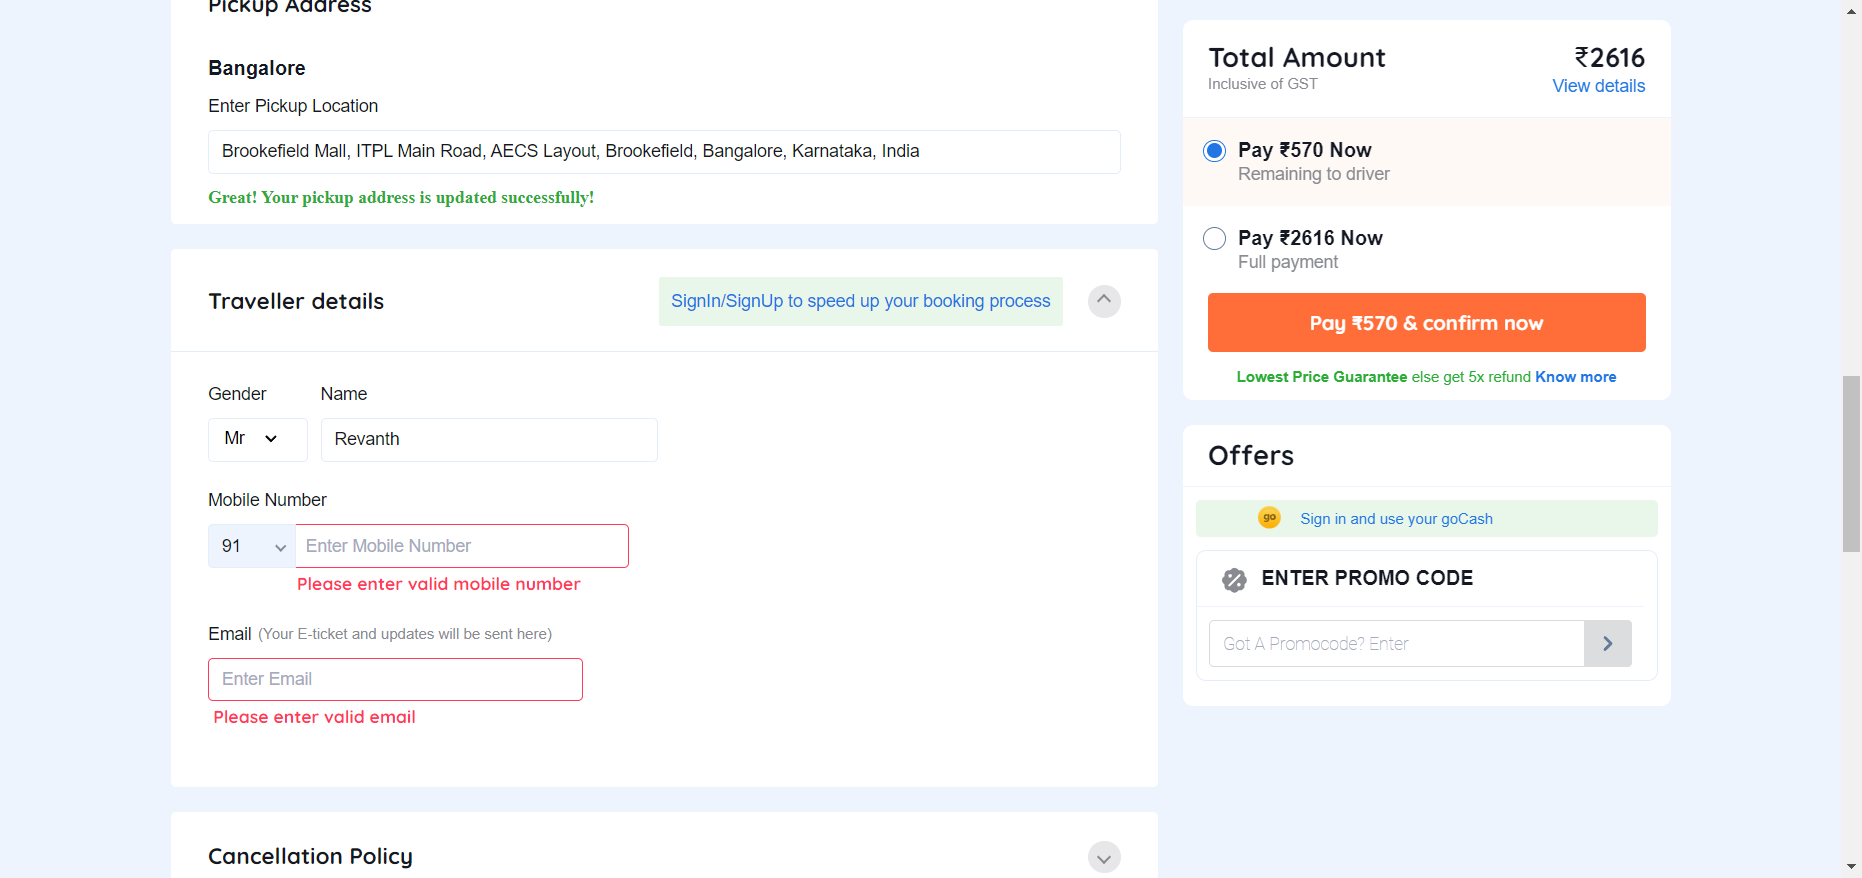 Pickup Address
Bangalore
Enter Pickup Location
Brookefield Mall, ITPL Main Road, AECS Layout, Brookefield, Bangalore, Karnataka, India
Great! Your pickup address is updated successfully!
Traveller details
SignIn/SignUp to speed up your booking process
Gender Name
Mr Revanth
Mobile Number
91 Enter Mobile Number
Please enter valid mobile number
Email (Your E-ticket and updates will be sent here)
Enter Email
Please enter valid email
Cancellation Policy
Total Amount ₹2616
Inclusive of GST View details
Pay ₹570 Now
Remaining to driver
Pay ₹2616 Now
Full payment
Pay ₹570 & confirm now
Lowest Price Guarantee else get 5x refund Know more
Offers
go Sign in and use your goCash
ENTER PROMO CODE
Got A Promocode? Enter